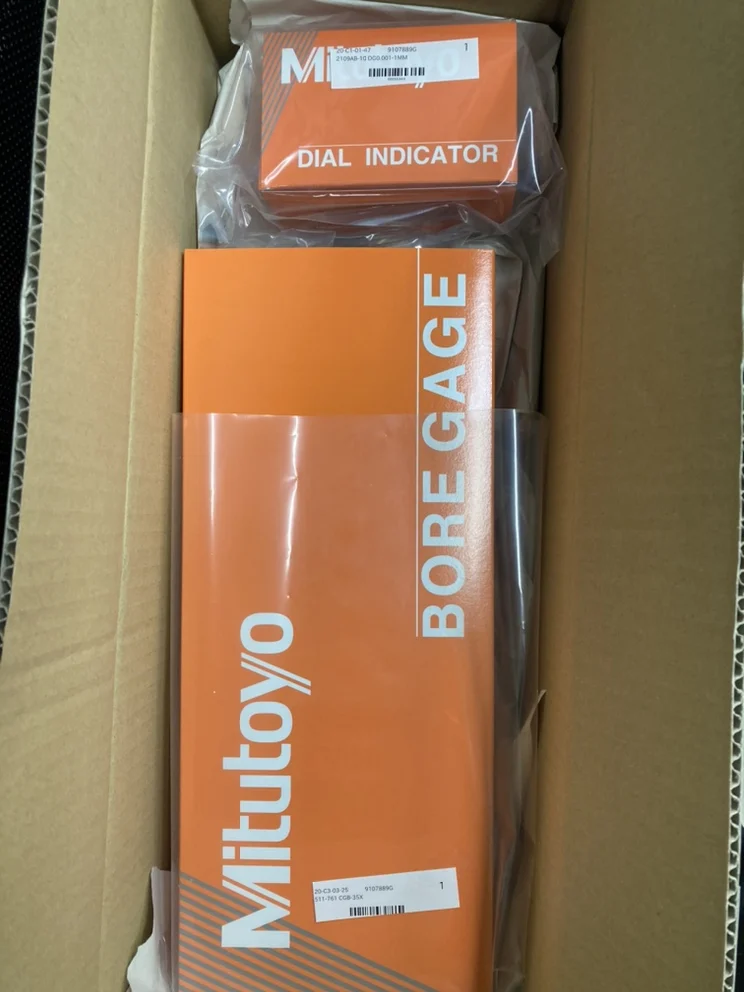 20-C1-01-47 9107889G 1
2109AB-10 DG0.001-1MM
Mitutoyo
DIAL INDICATOR
BORE GAGE
Mitutoyo
20-C3-03-25 9107889G 1
511-761 CGB-35X